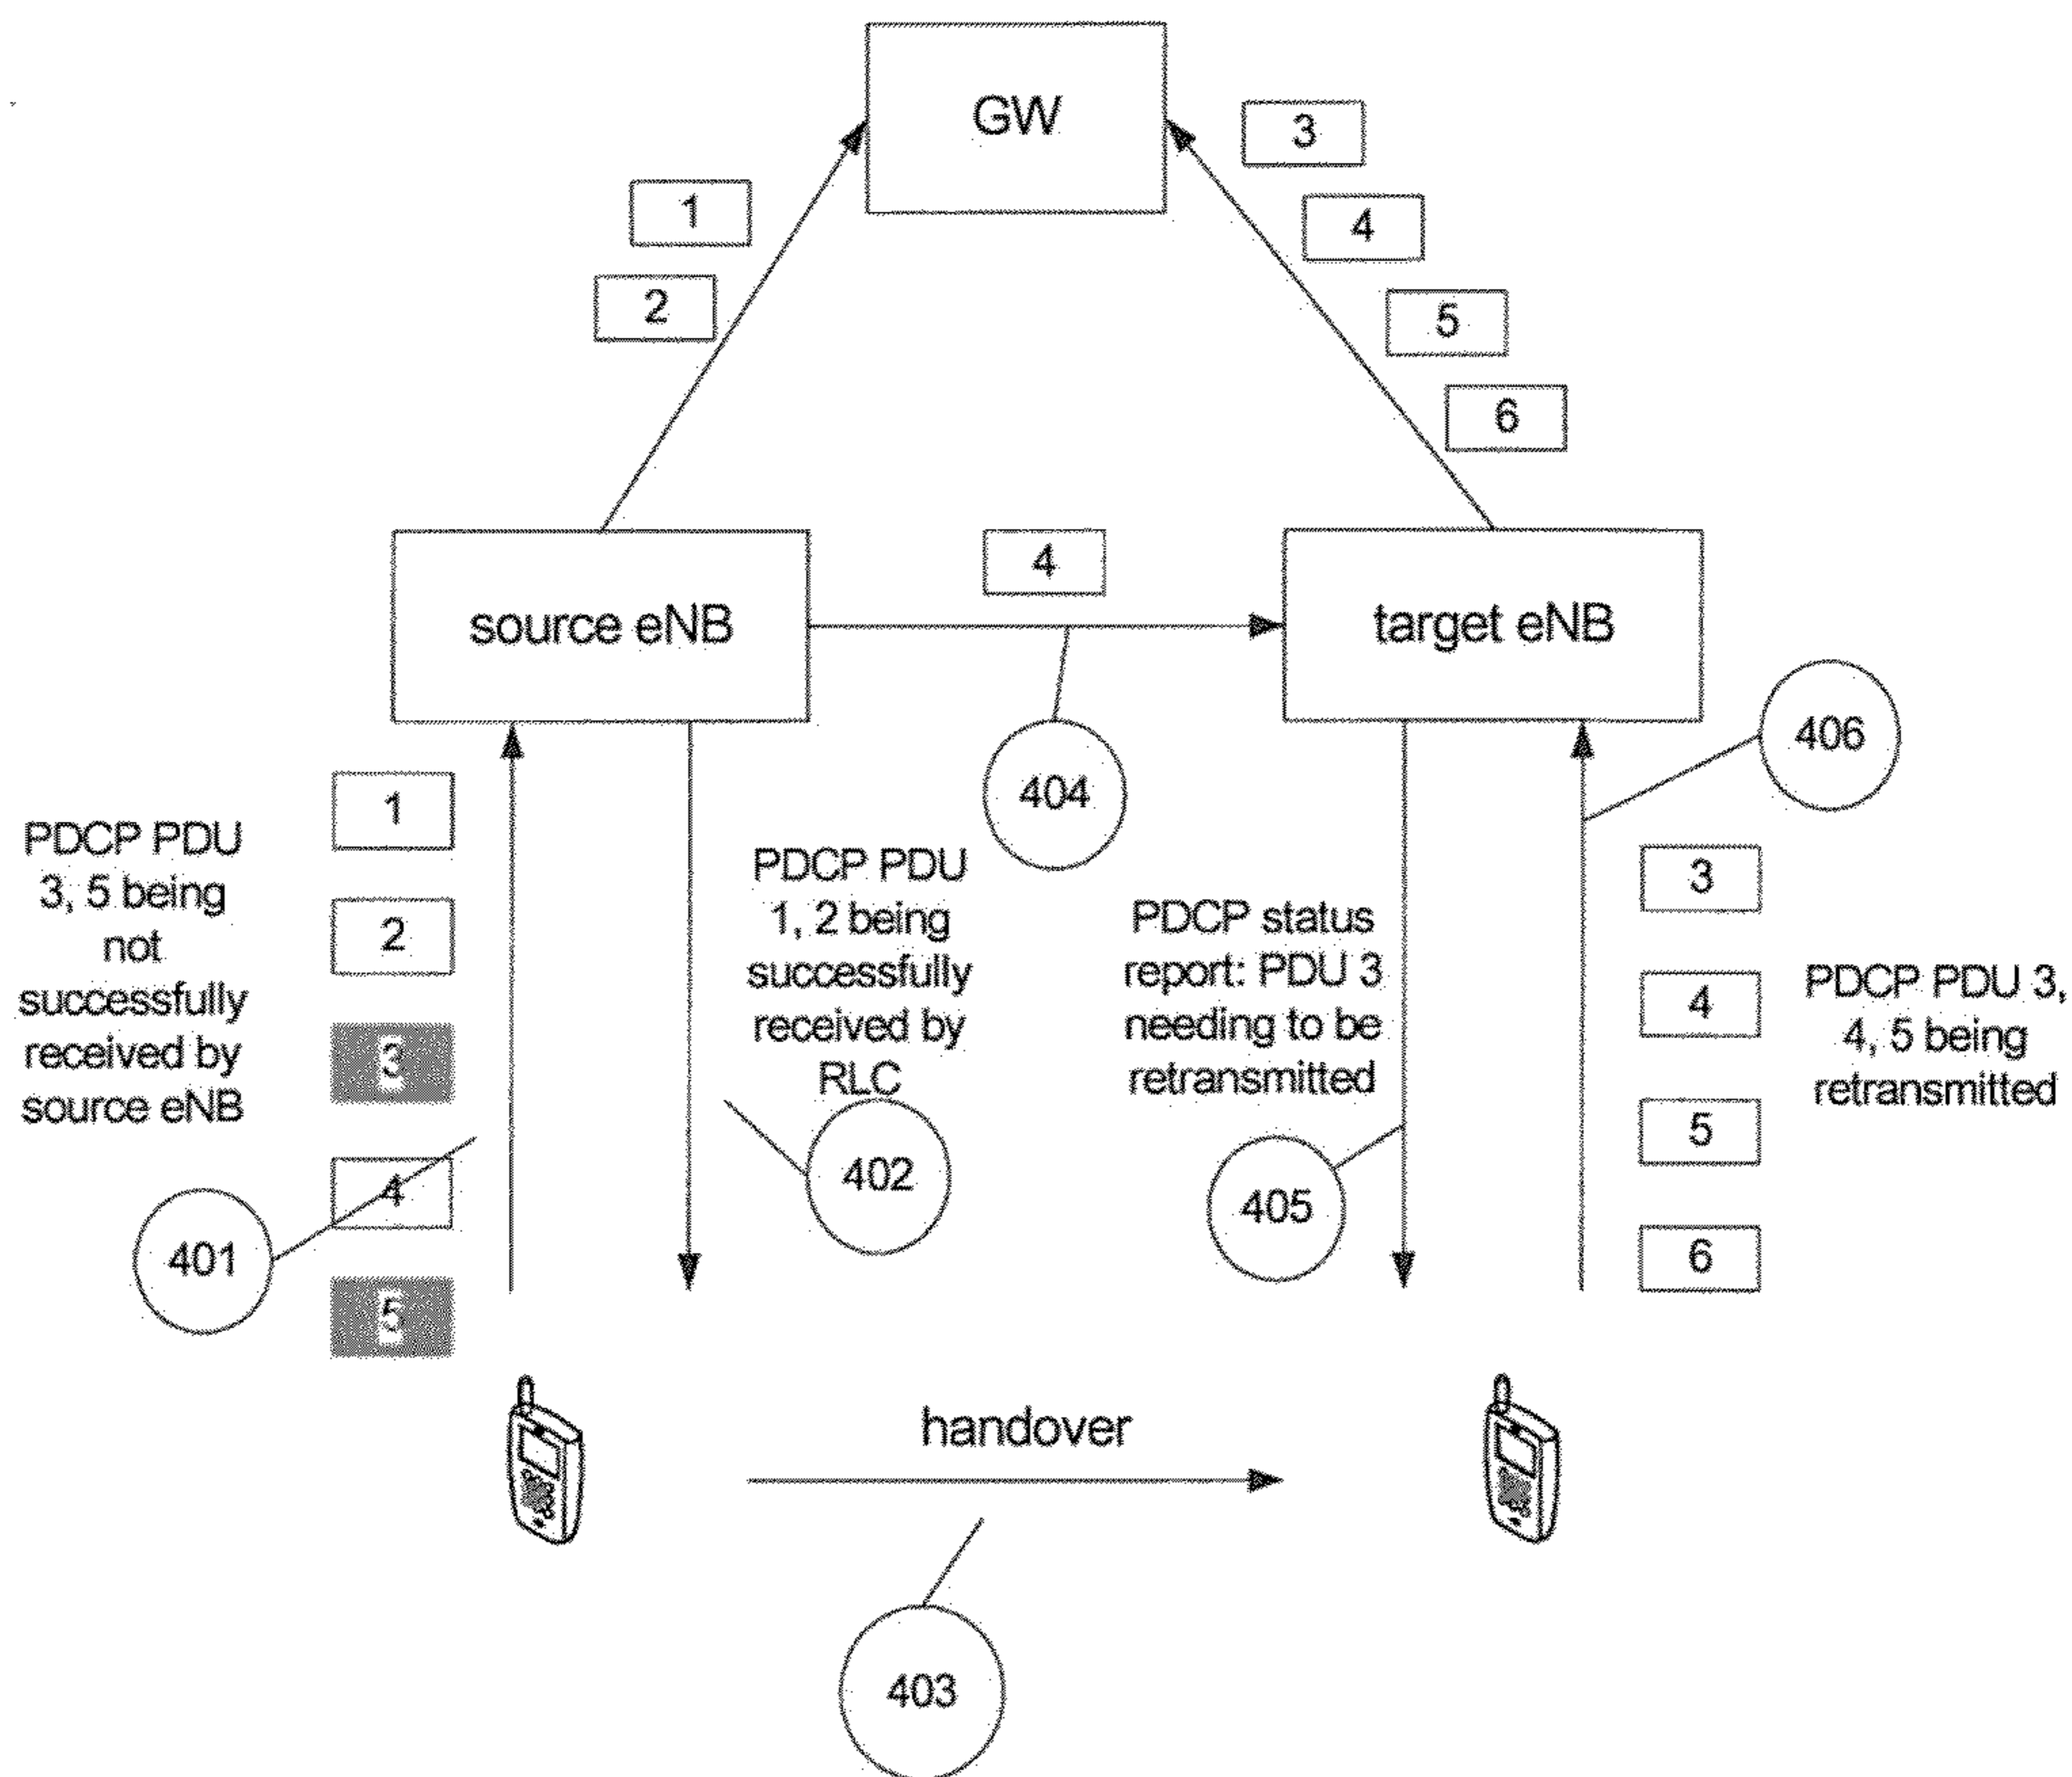 GW
1
2
3
4
5
6
source eNB
4
target eNB
404
406
PDCP PDU
3, 5 being
not
successfully
received by
source eNB
1
2
3
4
5
401
PDCP PDU
1, 2 being
successfully
received by
RLC
402
PDCP status
report: PDU 3
needing to be
retransmitted
405
3
4
5
6
PDCP PDU 3,
4, 5 being
retransmitted
handover
403